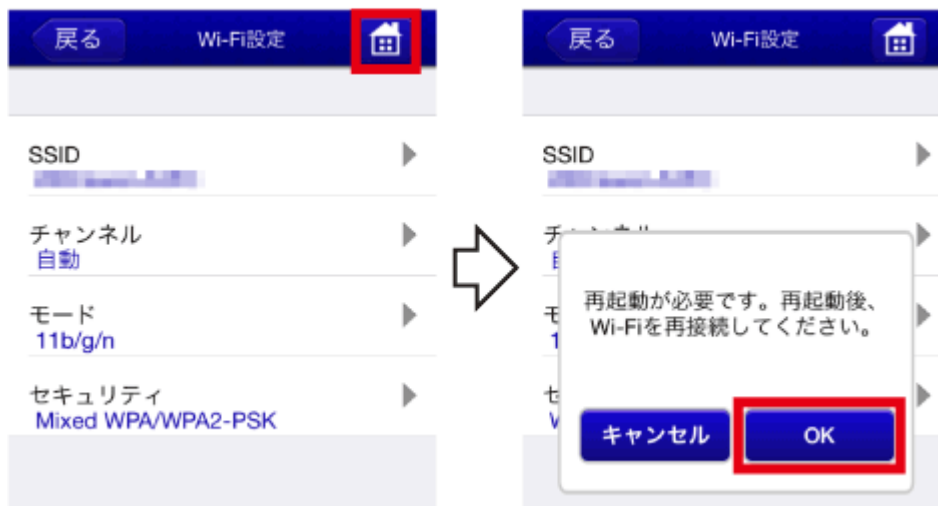 戻る
Wi-Fi設定
SSID
チャンネル
自動
モード
11b/g/n
セキュリティ
Mixed WPA/WPA2-PSK
戻る
Wi-Fi設定
SSID
再起動が必要です。再起動後、
Wi-Fiを再接続してください。
キャンセル
OK